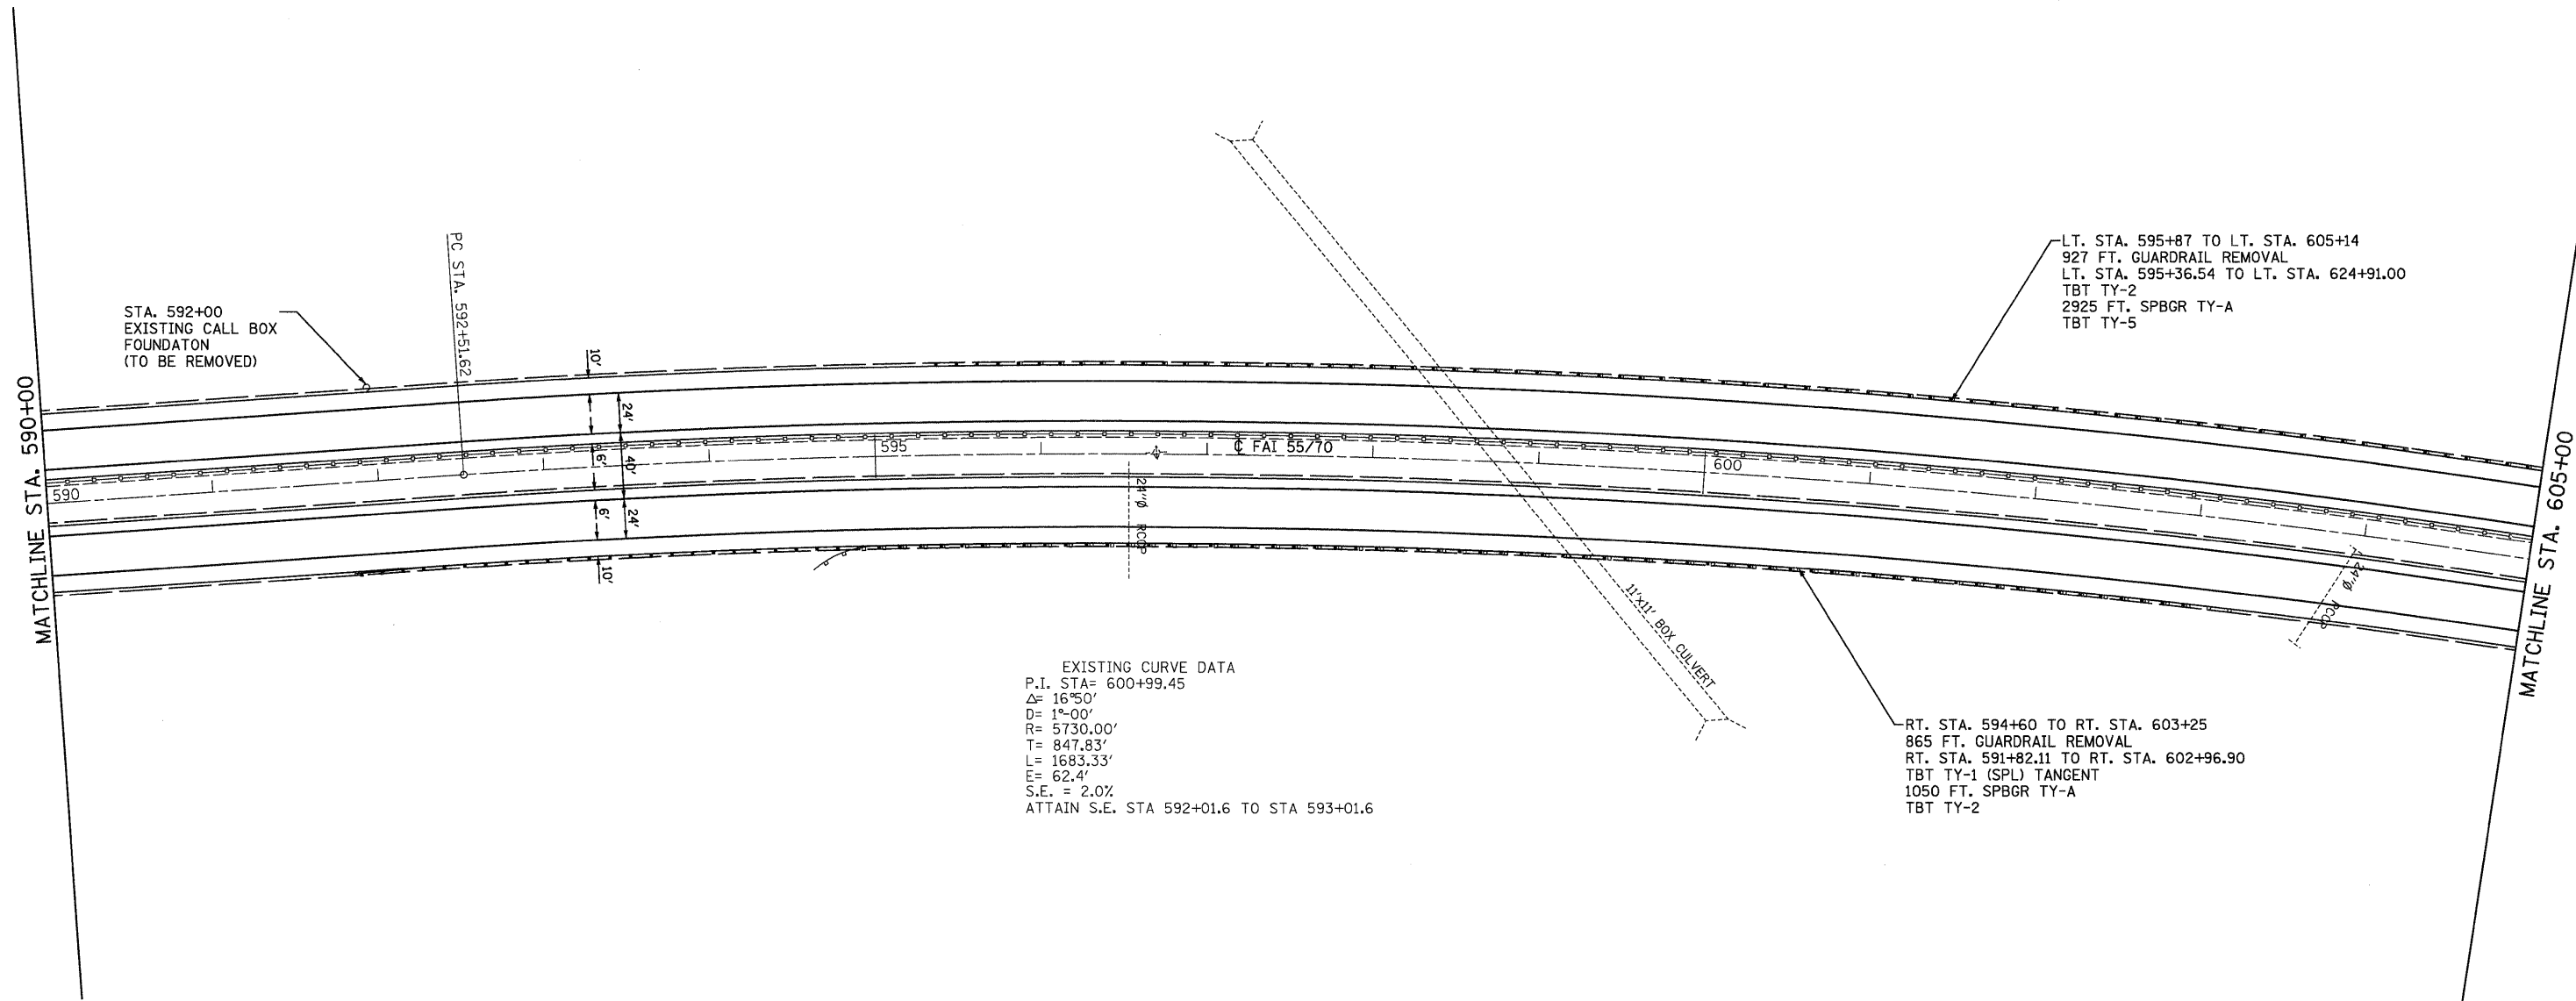 LT. STA. 595+87 TO LT. STA. 605+14
927 FT. GUARDRAIL REMOVAL
LT. STA. 595+36.54 TO LT. STA. 624+91.00
TBT TY-2
2925 FT. SPBGR TY-A
TBT TY-5
PC STA. 592+51.62
STA. 592+00
EXISTING CALL BOX
FOUNDATON
(TO BE REMOVED)
MATCHLINE STA. 590+00
10'
24'
6'
40'
6'
24'
10'
590
595
℄ FAI 55/70
600
24"Ø RCCP
11'x11' BOX CULVERT
24"Ø RCCP
MATCHLINE STA. 605+00
EXISTING CURVE DATA
P.I. STA= 600+99.45
Δ= 16°50'
D= 1°-00'
R= 5730.00'
T= 847.83'
L= 1683.33'
E= 62.4'
S.E. = 2.0%
ATTAIN S.E. STA 592+01.6 TO STA 593+01.6
RT. STA. 594+60 TO RT. STA. 603+25
865 FT. GUARDRAIL REMOVAL
RT. STA. 591+82.11 TO RT. STA. 602+96.90
TBT TY-1 (SPL) TANGENT
1050 FT. SPBGR TY-A
TBT TY-2